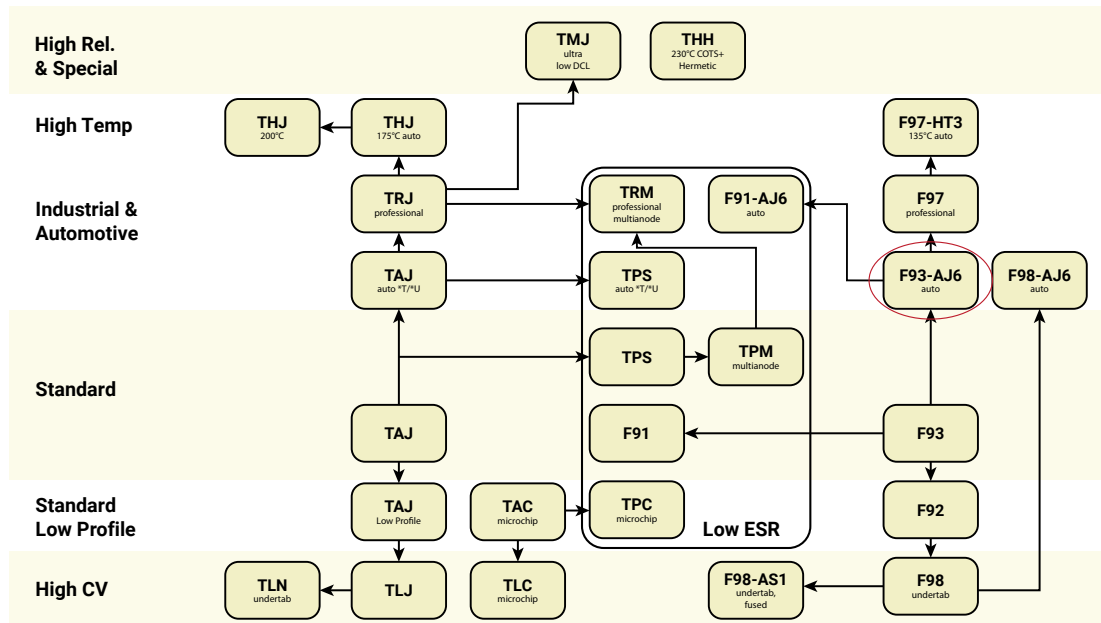 High Rel.
& Special
TMJ
ultra
low DCL
THH
230°C COTS+
Hermetic
High Temp
THJ
200°C
THJ
175°C auto
F97-HT3
135°C auto
Industrial &
Automotive
TRJ
professional
TRM
professional
multianode
F91-AJ6
auto
F97
professional
TAJ
auto *T/*U
TPS
auto *T/*U
F93-AJ6
auto
F98-AJ6
auto
Standard
TPS
TPM
multianode
TAJ
F91
F93
Standard
Low Profile
TAJ
Low Profile
TAC
microchip
TPC
microchip
Low ESR
F92
High CV
TLN
undertab
TLJ
TLC
microchip
F98-AS1
undertab,
fused
F98
undertab